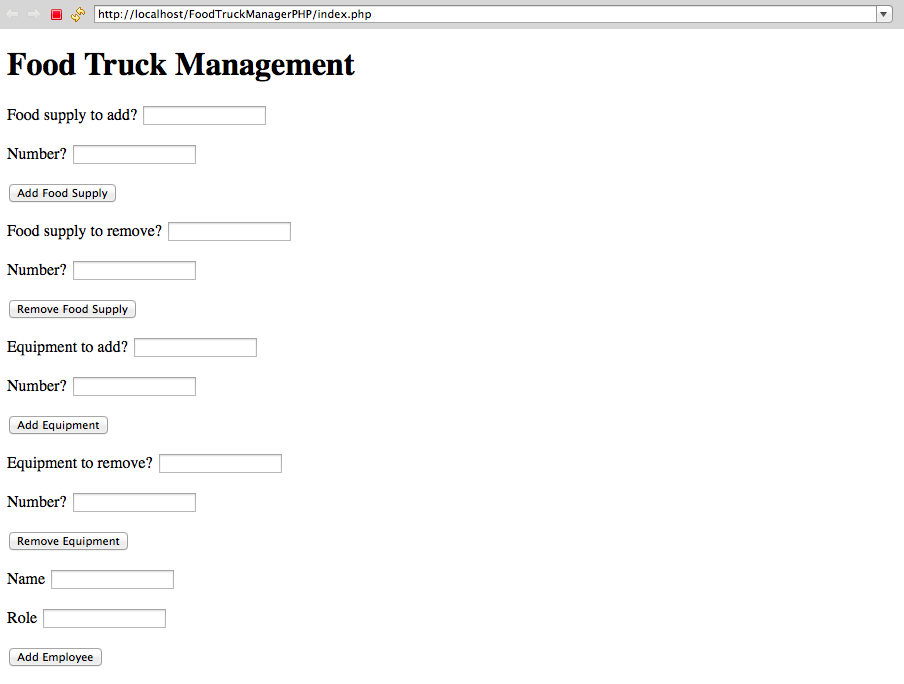 http://localhost/FoodTruckManagerPHP/index.php
Food Truck Management
Food supply to add?
Number?
Add Food Supply
Food supply to remove?
Number?
Remove Food Supply
Equipment to add?
Number?
Add Equipment
Equipment to remove?
Number?
Remove Equipment
Name
Role
Add Employee